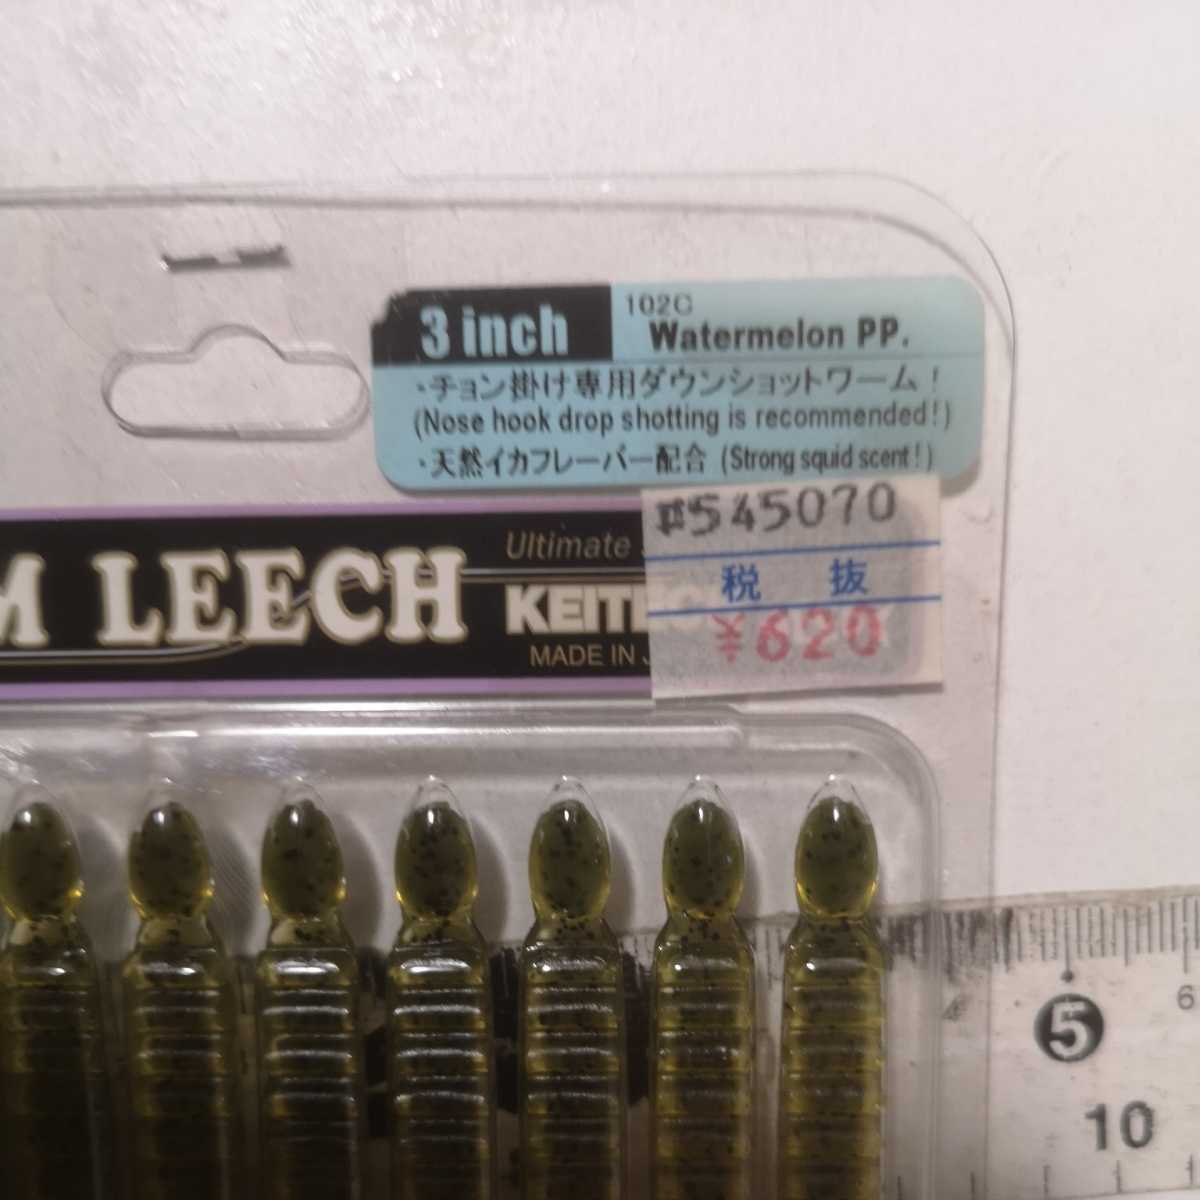 3 inch
102C
Watermelon PP.
・チョン掛け専用ダウンショットワーム!
(Nose hook drop shotting is recommended!)
・天然イカフレーバー配合 (Strong squid scent!)
#545070
税 抜
¥620
M LEECH
Ultimate
KEITEC
MADE IN
5
6
10